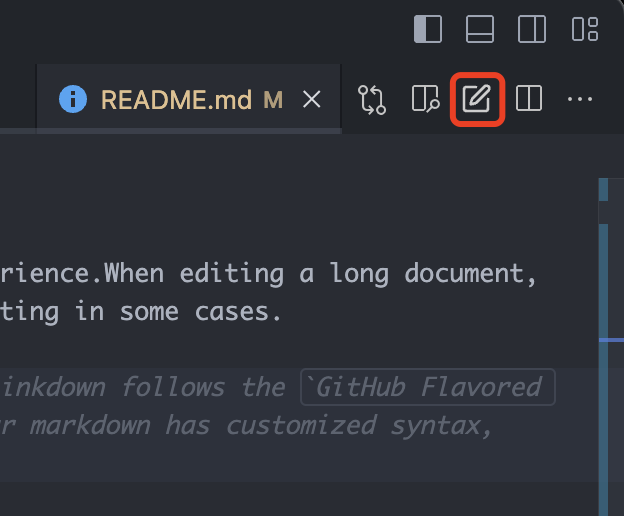 README.md M
rience.When editing a long document,
ting in some cases.
inkdown follows the `GitHub Flavored
r markdown has customized syntax,